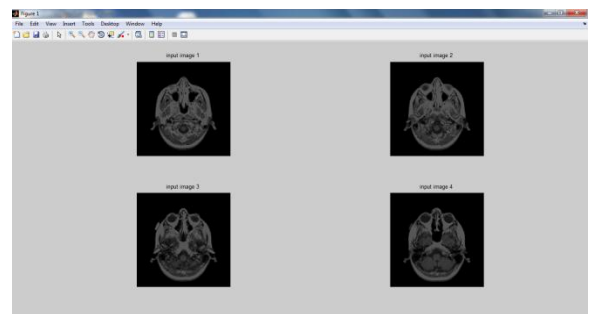 Figure 1
File Edit View Insert Tools Desktop Window Help
input image 1
input image 2
input image 3
input image 4